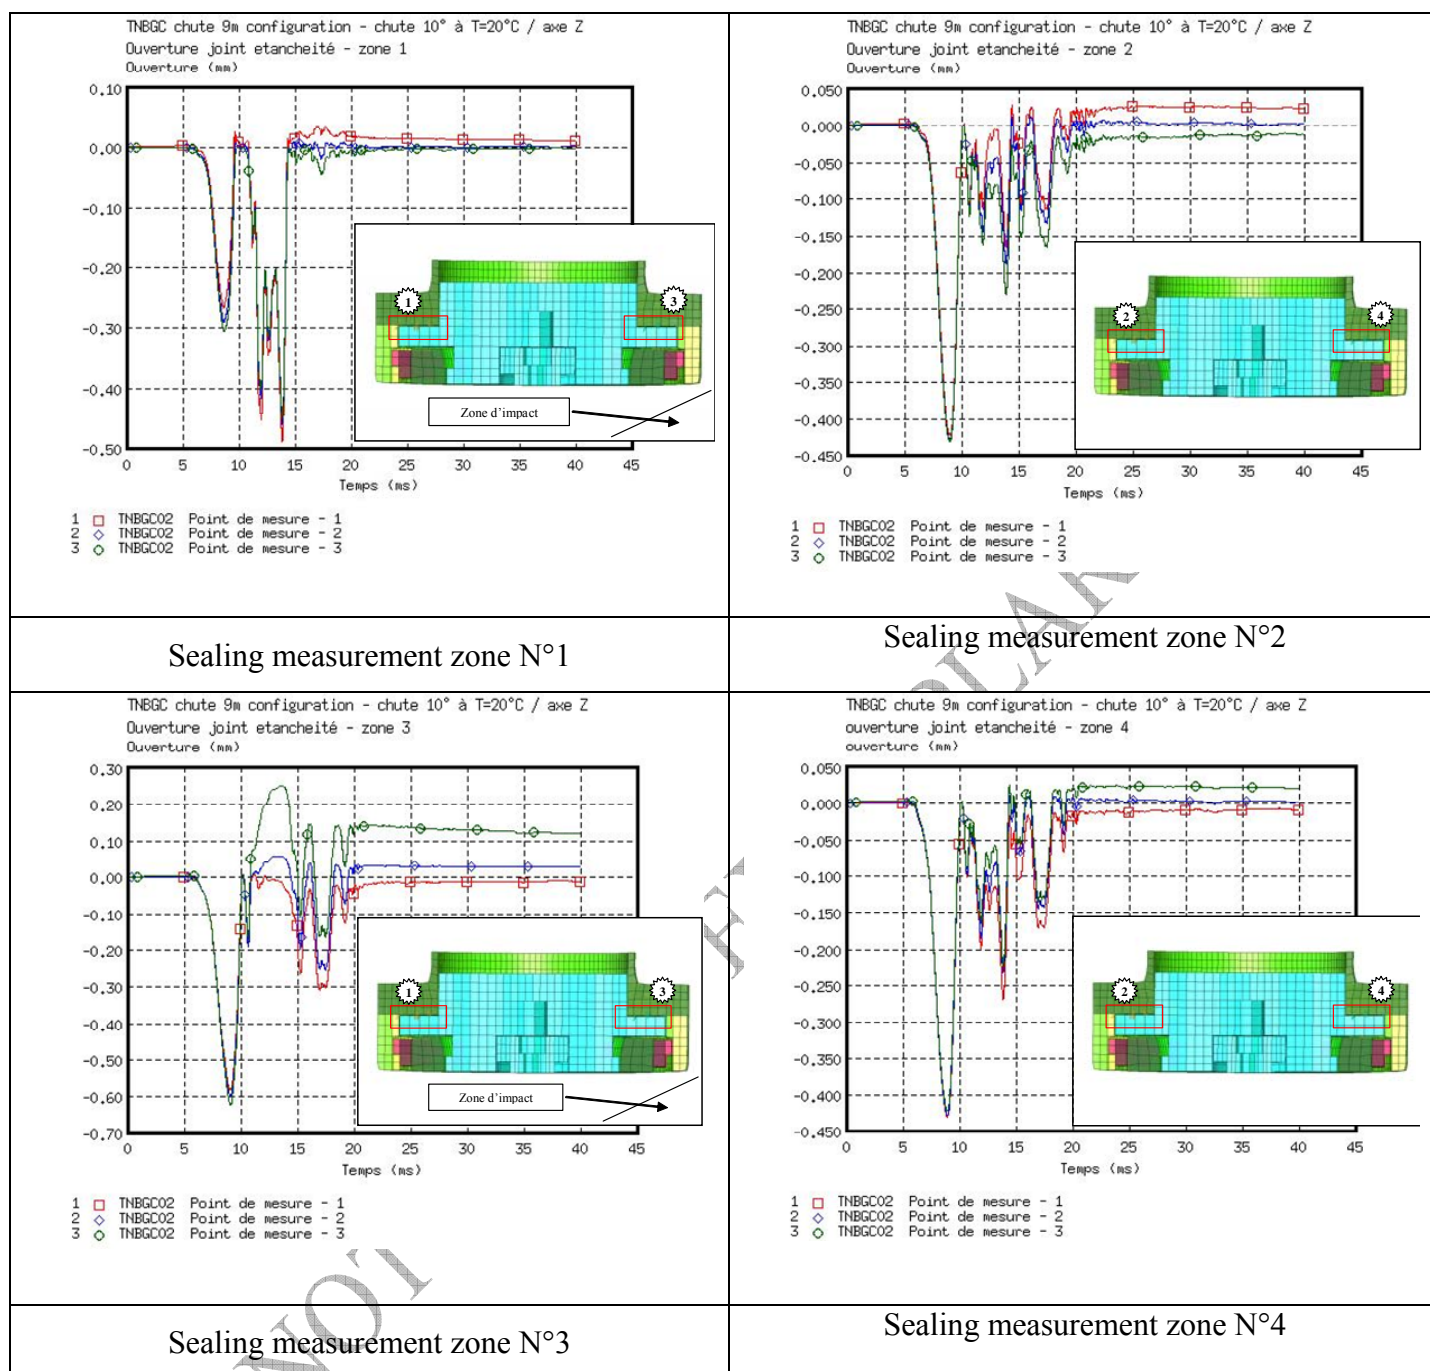 TNBGC chute 9m configuration - chute 10° à T=20°C / axe Z
Ouverture joint etancheité - zone 1
Ouverture (mm)
0.10
0.00
-0.10
-0.20
-0.30
-0.40
-0.50
0 5 10 15 20 25 30 35 40 45
Temps (ms)
1 3
Zone d'impact
1 TNBGC02 Point de mesure - 1
2 TNBGC02 Point de mesure - 2
3 TNBGC02 Point de mesure - 3
Sealing measurement zone N°1
TNBGC chute 9m configuration - chute 10° à T=20°C / axe Z
Ouverture joint etancheité - zone 2
Ouverture (mm)
0.050
0.000
-0.050
-0.100
-0.150
-0.200
-0.250
-0.300
-0.350
-0.400
-0.450
0 5 10 15 20 25 30 35 40 45
Temps (ms)
2 4
1 TNBGC02 Point de mesure - 1
2 TNBGC02 Point de mesure - 2
3 TNBGC02 Point de mesure - 3
Sealing measurement zone N°2
TNBGC chute 9m configuration - chute 10° à T=20°C / axe Z
Ouverture joint etancheité - zone 3
Ouverture (mm)
0.30
0.20
0.10
0.00
-0.10
-0.20
-0.30
-0.40
-0.50
-0.60
-0.70
0 5 10 15 20 25 30 35 40 45
Temps (ms)
1 3
Zone d'impact
1 TNBGC02 Point de mesure - 1
2 TNBGC02 Point de mesure - 2
3 TNBGC02 Point de mesure - 3
Sealing measurement zone N°3
TNBGC chute 9m configuration - chute 10° à T=20°C / axe Z
ouverture joint etancheité - zone 4
ouverture (mm)
0.050
0.000
-0.050
-0.100
-0.150
-0.200
-0.250
-0.300
-0.350
-0.400
-0.450
0 5 10 15 20 25 30 35 40 45
Temps (ms)
2 4
1 TNBGC02 Point de mesure - 1
2 TNBGC02 Point de mesure - 2
3 TNBGC02 Point de mesure - 3
Sealing measurement zone N°4
NOT